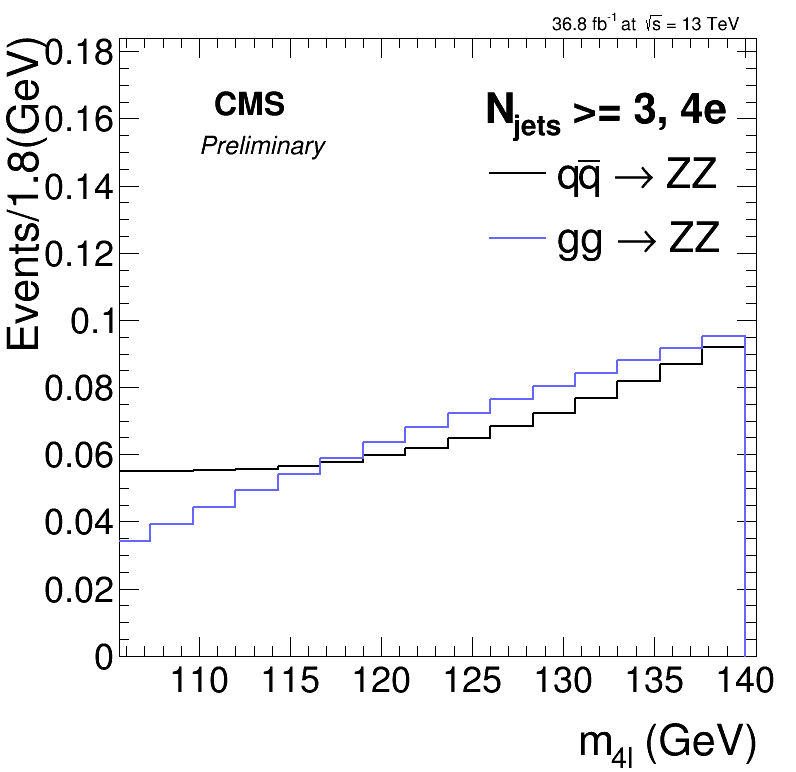 36.8 fb⁻¹ at √s = 13 TeV
CMS
Preliminary
N_jets >= 3, 4e
qq̅ → ZZ
gg → ZZ
Events/1.8(GeV)
0.18
0.16
0.14
0.12
0.1
0.08
0.06
0.04
0.02
0
110 115 120 125 130 135 140
m_4l (GeV)